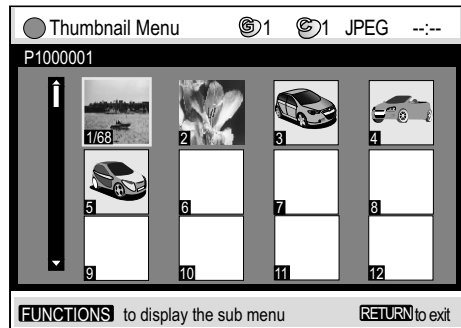 Thumbnail Menu G 1 C 1 JPEG --:--
P1000001
1/68 2 3 4
5 6 7 8
9 10 11 12
FUNCTIONS to display the sub menu RETURN to exit